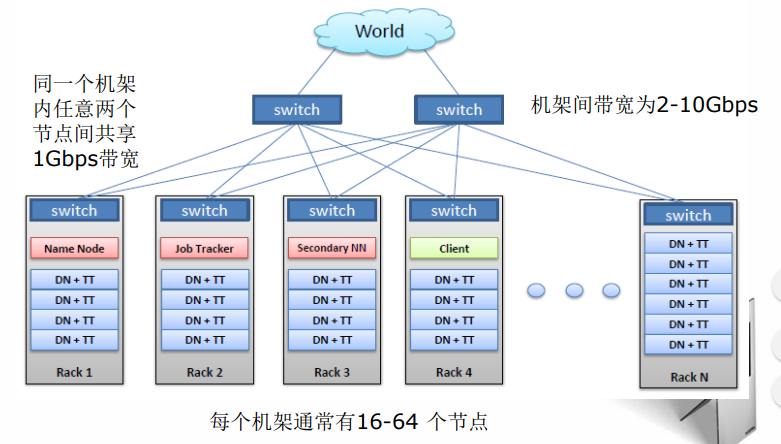 World
同一个机架
内任意两个
节点间共享
1Gbps带宽
switch
switch
机架间带宽为2-10Gbps
switch
switch
switch
switch
switch
Name Node
Job Tracker
Secondary NN
Client
DN + TT
DN + TT
DN + TT
DN + TT
Rack 1
DN + TT
DN + TT
DN + TT
DN + TT
Rack 2
DN + TT
DN + TT
DN + TT
DN + TT
Rack 3
DN + TT
DN + TT
DN + TT
DN + TT
Rack 4
DN + TT
DN + TT
DN + TT
DN + TT
DN + TT
DN + TT
Rack N
每个机架通常有16-64 个节点